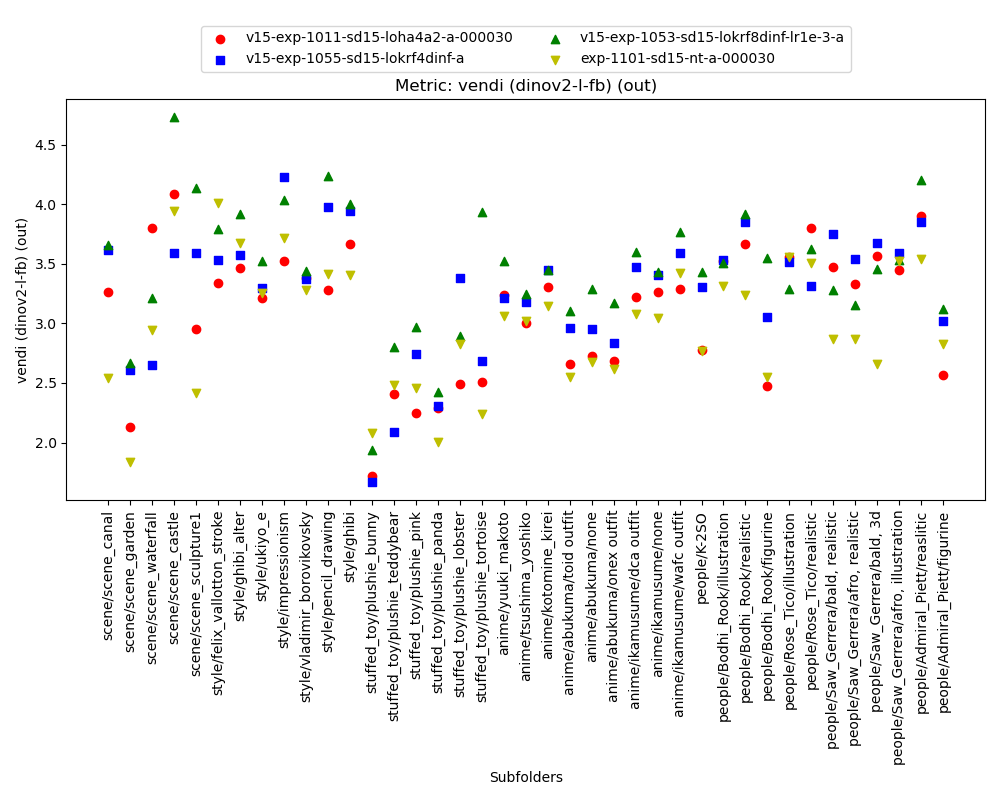 v15-exp-1011-sd15-loha4a2-a-000030
v15-exp-1055-sd15-lokrf4dinf-a
v15-exp-1053-sd15-lokrf8dinf-lr1e-3-a
exp-1101-sd15-nt-a-000030
Metric: vendi (dinov2-l-fb) (out)
vendi (dinov2-l-fb) (out)
4.5
4.0
3.5
3.0
2.5
2.0
scene/scene_canal
scene/scene_garden
scene/scene_waterfall
scene/scene_castle
scene/scene_sculpture1
style/felix_vallotton_stroke
style/ghibi_alter
style/ukiyo_e
style/impressionism
style/vladimir_borovikovsky
style/pencil_drawing
style/ghibi
stuffed_toy/plushie_bunny
stuffed_toy/plushie_teddybear
stuffed_toy/plushie_pink
stuffed_toy/plushie_panda
stuffed_toy/plushie_lobster
stuffed_toy/plushie_tortoise
anime/yuuki_makoto
anime/tsushima_yoshiko
anime/kotomine_kirei
anime/abukuma/toid outfit
anime/abukuma/none
anime/abukuma/onex outfit
anime/ikamusume/dca outfit
anime/ikamusume/none
anime/ikamusume/wafc outfit
people/K-2SO
people/Bodhi_Rook/illustration
people/Bodhi_Rook/realistic
people/Bodhi_Rook/figurine
people/Rose_Tico/illustration
people/Rose_Tico/realistic
people/Saw_Gerrera/bald, realistic
people/Saw_Gerrera/afro, realistic
people/Saw_Gerrera/bald, 3d
people/Saw_Gerrera/afro, illustration
people/Admiral_Piett/reaslitic
people/Admiral_Piett/figurine
Subfolders